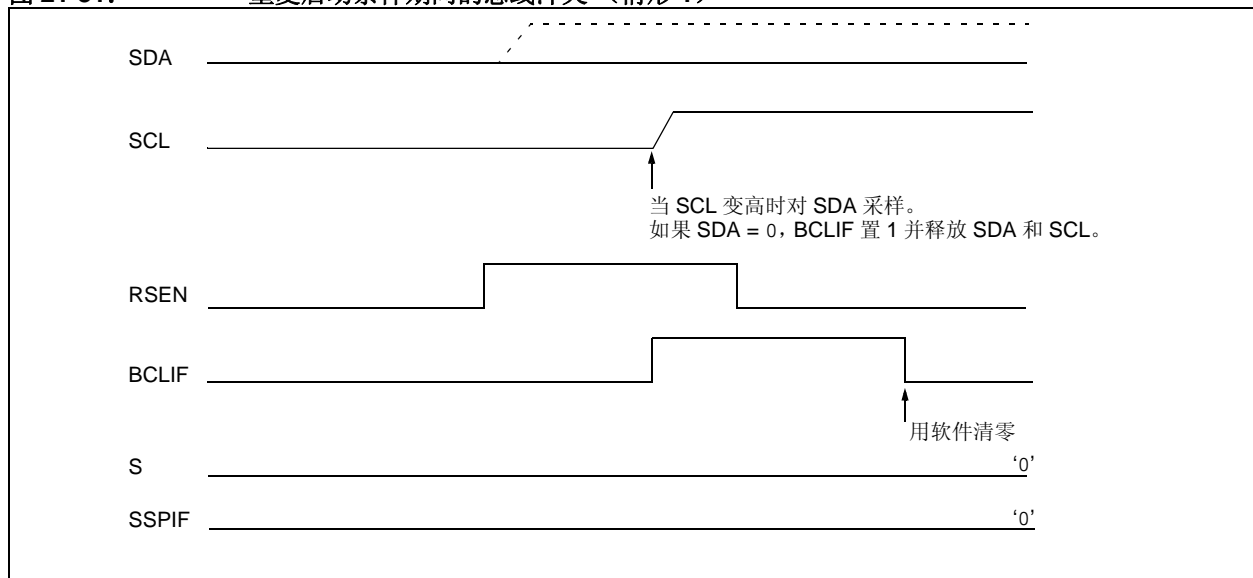 SDA
SCL
当 SCL 变高时对 SDA 采样。
如果 SDA = 0，BCLIF 置 1 并释放 SDA 和 SCL。
RSEN
BCLIF
用软件清零
S
‘0’
SSPIF
‘0’